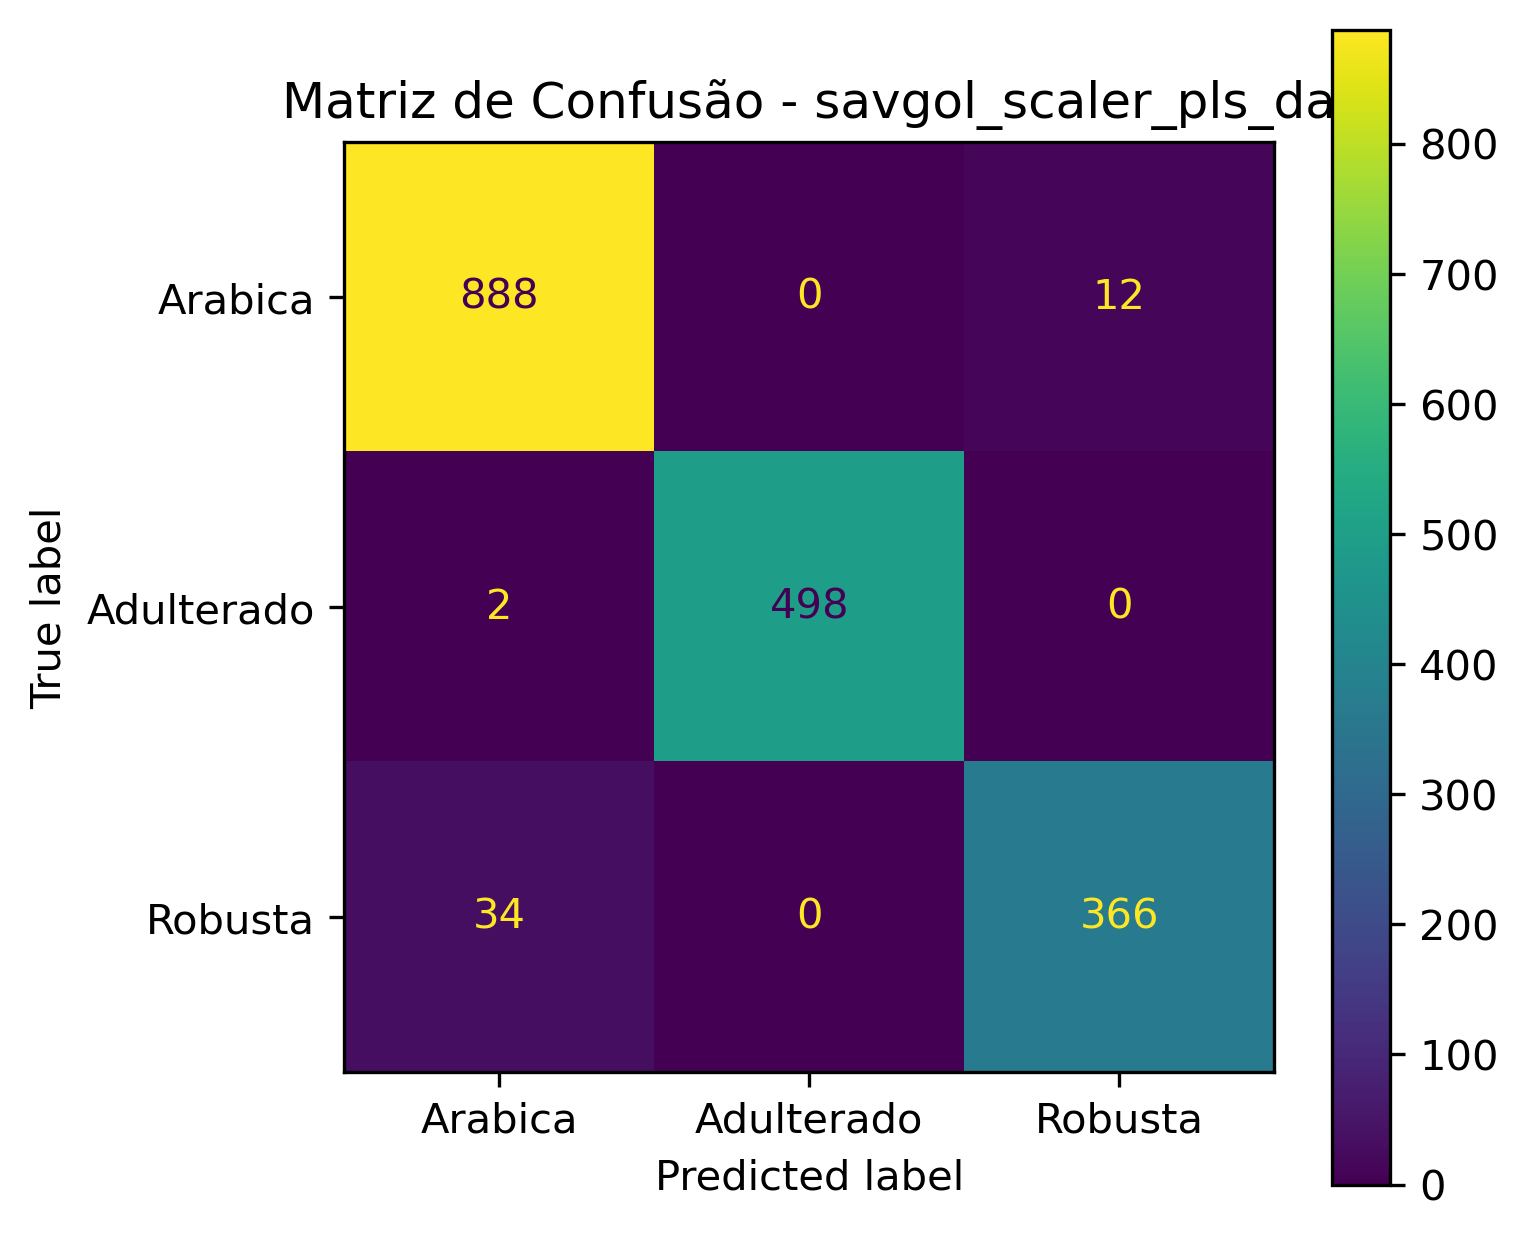 Matriz de Confusão - savgol_scaler_pls_da
True label
Arabica 888 0 12
Adulterado 2 498 0
Robusta 34 0 366
Arabica Adulterado Robusta
Predicted label
800
700
600
500
400
300
200
100
0